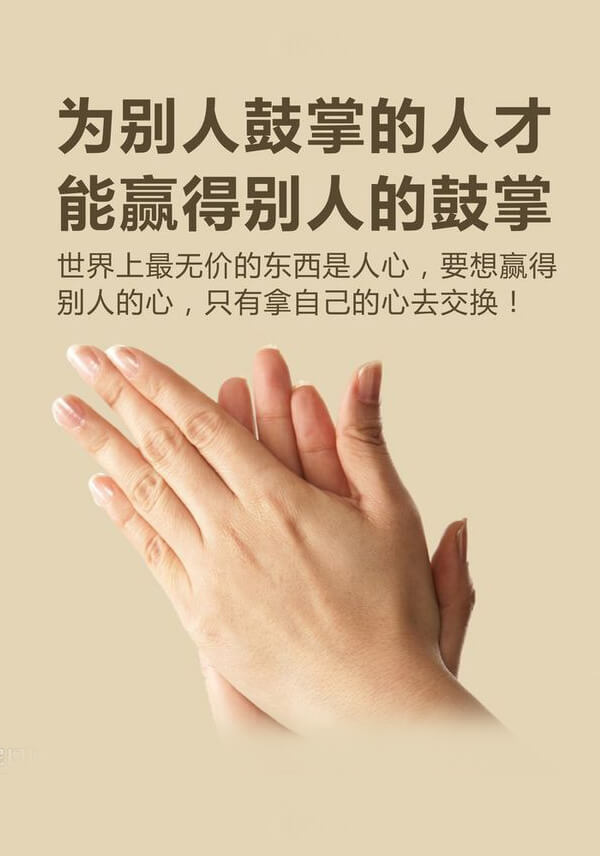 为别人鼓掌的人才
能赢得别人的鼓掌
世界上最无价的东西是人心，要想赢得
别人的心，只有拿自己的心去交换！